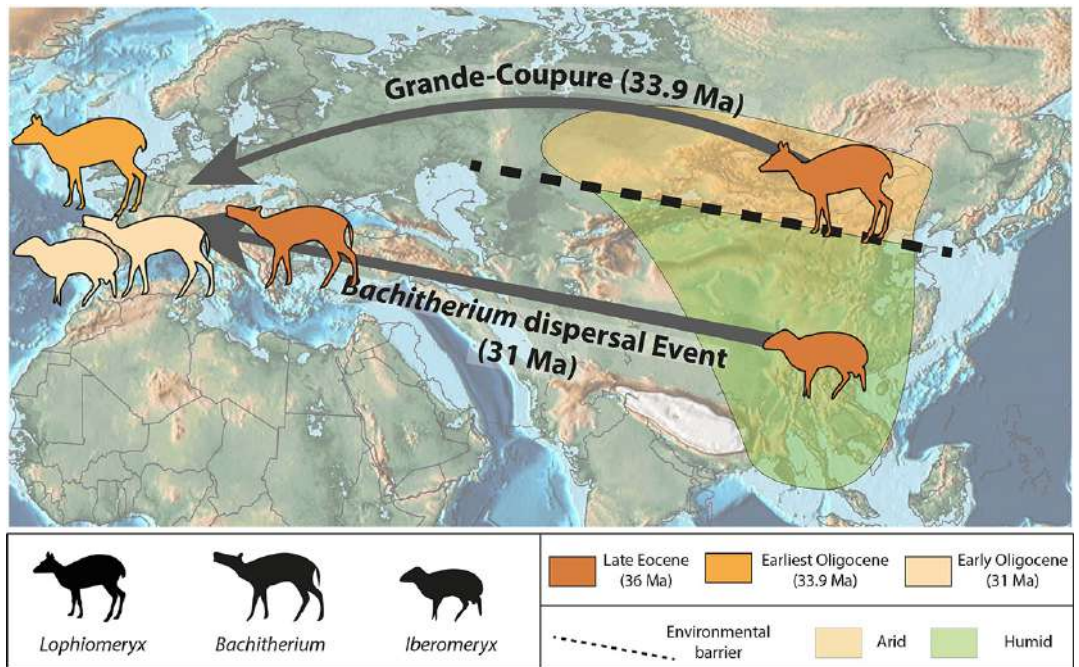 Grande-Coupure (33.9 Ma)
Bachitherium dispersal Event
(31 Ma)
Lophiomeryx
Bachitherium
Iberomeryx
Late Eocene
(36 Ma)
Earliest Oligocene
(33.9 Ma)
Early Oligocene
(31 Ma)
Environmental
barrier
Arid
Humid